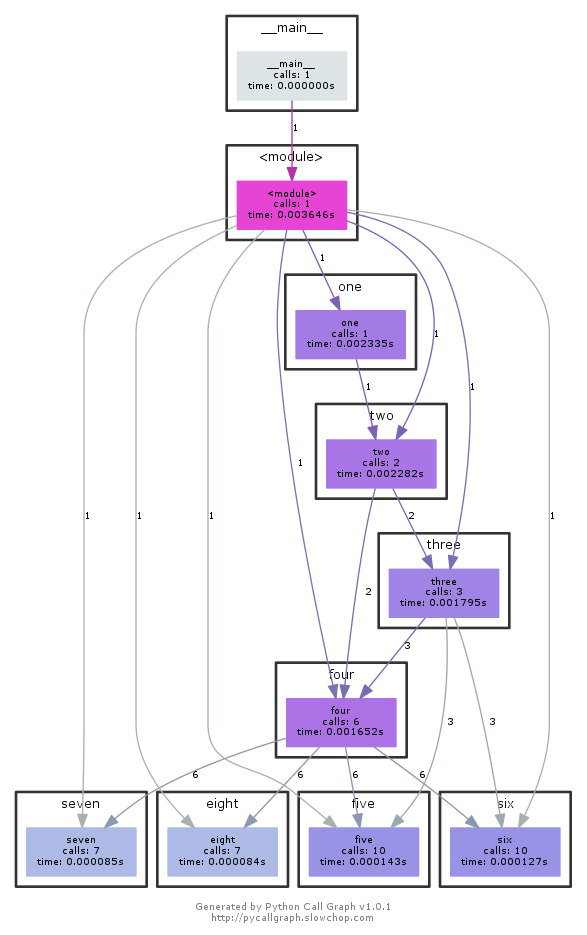 __main__
__main__
calls: 1
time: 0.000000s
1
<module>
<module>
calls: 1
time: 0.003646s
1
one
one
calls: 1
time: 0.002335s
1
1
1
two
two
calls: 2
time: 0.002282s
1
1
1
1
1
2
three
three
calls: 3
time: 0.001795s
2
3
four
four
calls: 6
time: 0.001652s
3
3
6
6
6
6
seven
seven
calls: 7
time: 0.000085s
eight
eight
calls: 7
time: 0.000084s
five
five
calls: 10
time: 0.000143s
six
six
calls: 10
time: 0.000127s
Generated by Python Call Graph v1.0.1
http://pycallgraph.slowchop.com